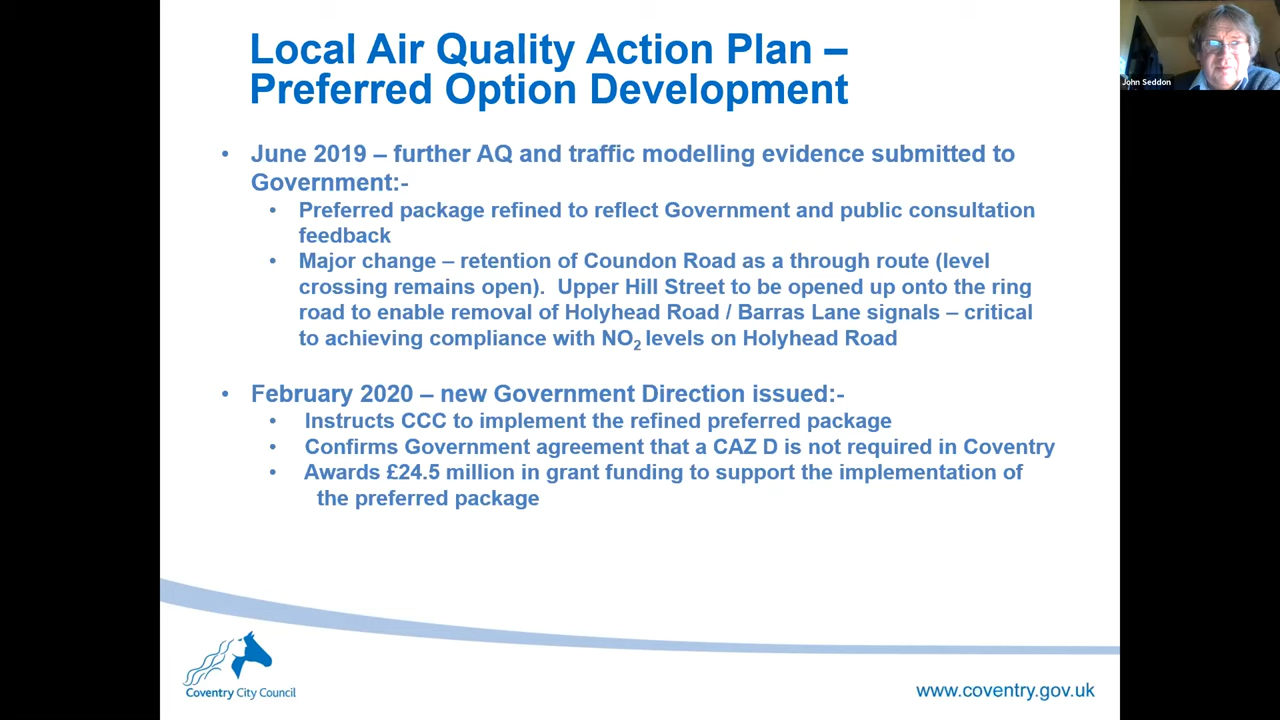 Local Air Quality Action Plan –
Preferred Option Development
John Seddon
• June 2019 – further AQ and traffic modelling evidence submitted to
Government:-
• Preferred package refined to reflect Government and public consultation
feedback
• Major change – retention of Coundon Road as a through route (level
crossing remains open). Upper Hill Street to be opened up onto the ring
road to enable removal of Holyhead Road / Barras Lane signals – critical
to achieving compliance with NO₂ levels on Holyhead Road
• February 2020 – new Government Direction issued:-
• Instructs CCC to implement the refined preferred package
• Confirms Government agreement that a CAZ D is not required in Coventry
• Awards £24.5 million in grant funding to support the implementation of
the preferred package
Coventry City Council
www.coventry.gov.uk